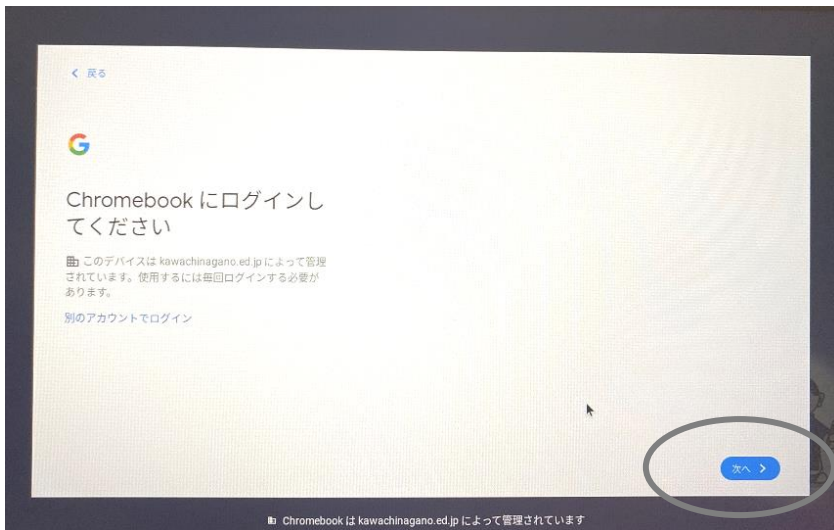 戻る
Chromebook にログインし
てください
このデバイスは kawachinagano.ed.jp によって管理
されています。使用するには毎回ログインする必要が
あります。
別のアカウントでログイン
次へ
Chromebook は kawachinagano.ed.jp によって管理されています